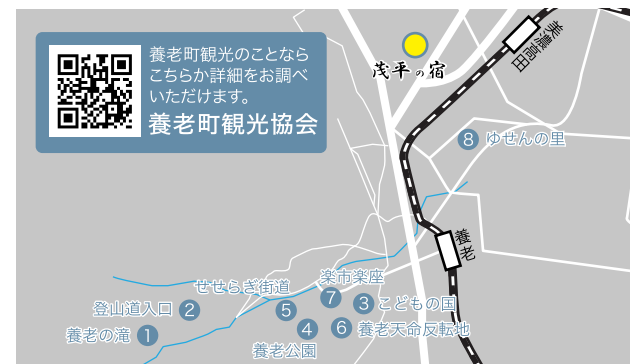 養老町観光のことなら
こちらか詳細をお調べ
いただけます。
養老町観光協会
茂平の宿
美濃高田
8 ゆせんの里
養老
せせらぎ街道
楽市楽座
登山道入口 2
5
7
3 こどもの国
養老の滝 1
4
6 養老天命反転地
養老公園